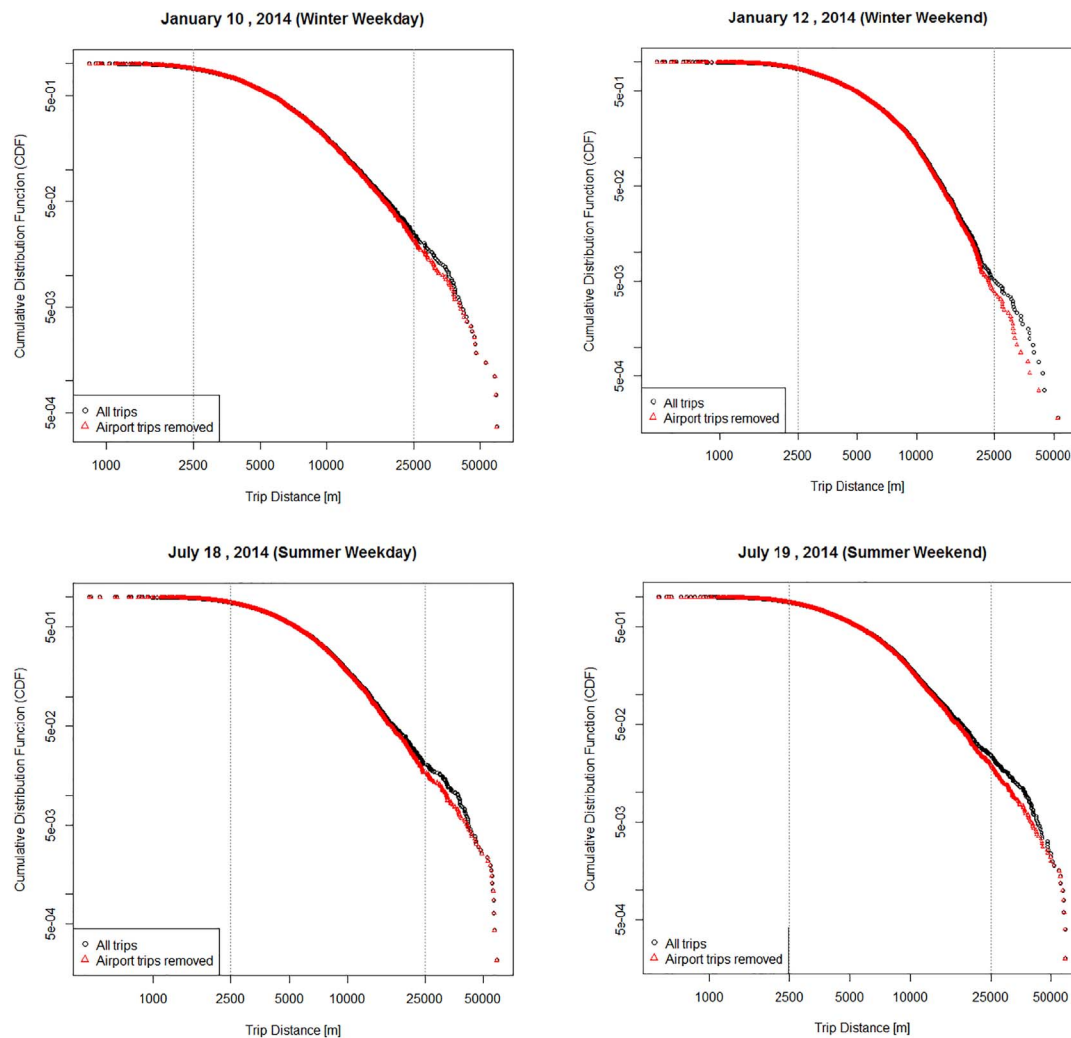 January 10 , 2014 (Winter Weekday)
Cumulative Distribution Function (CDF)
5e-01
5e-02
5e-03
5e-04
All trips
Airport trips removed
1000 2500 5000 10000 25000 50000
Trip Distance [m]
January 12, 2014 (Winter Weekend)
Cumulative Distribution Function (CDF)
5e-01
5e-02
5e-03
5e-04
All trips
Airport trips removed
1000 2500 5000 10000 25000 50000
Trip Distance [m]
July 18 , 2014 (Summer Weekday)
Cumulative Distribution Function (CDF)
5e-01
5e-02
5e-03
5e-04
All trips
Airport trips removed
1000 2500 5000 10000 25000 50000
Trip Distance [m]
July 19 , 2014 (Summer Weekend)
Cumulative Distribution Function (CDF)
5e-01
5e-02
5e-03
5e-04
All trips
Airport trips removed
1000 2500 5000 10000 25000 50000
Trip Distance [m]